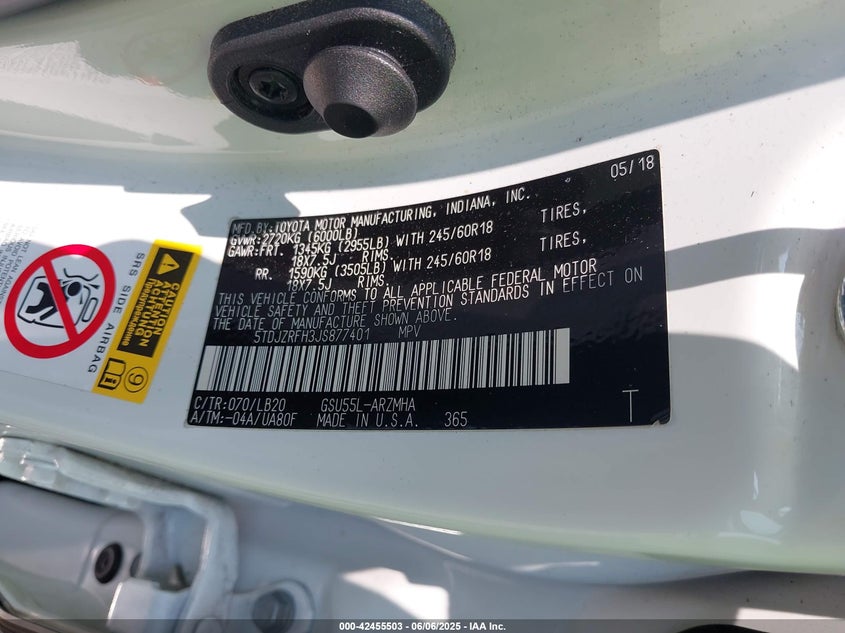 05/18
MFD.BY:TOYOTA MOTOR MANUFACTURING, INDIANA, INC.
GVWR:2720KG (6000LB)
GAWR:FRT. 1345KG (2955LB) WITH 245/60R18 TIRES,
18X7.5J RIMS.
RR. 1590KG (3505LB) WITH 245/60R18 TIRES,
18X7.5J RIMS.
THIS VEHICLE CONFORMS TO ALL APPLICABLE FEDERAL MOTOR
VEHICLE SAFETY AND THEFT PREVENTION STANDARDS IN EFFECT ON
THE DATE OF MANUFACTURE SHOWN ABOVE.
5TDJZRFH3JS877401 MPV
C/TR:070/LB20 GSU55L-ARZMHA
A/TM:-04A/UA80F MADE IN U.S.A. 365
T
SRS SIDE AIRBAG
CAUTION
ATTENTION
ACHTUNG
9
000-42455503 - 06/06/2025 - IAA Inc.